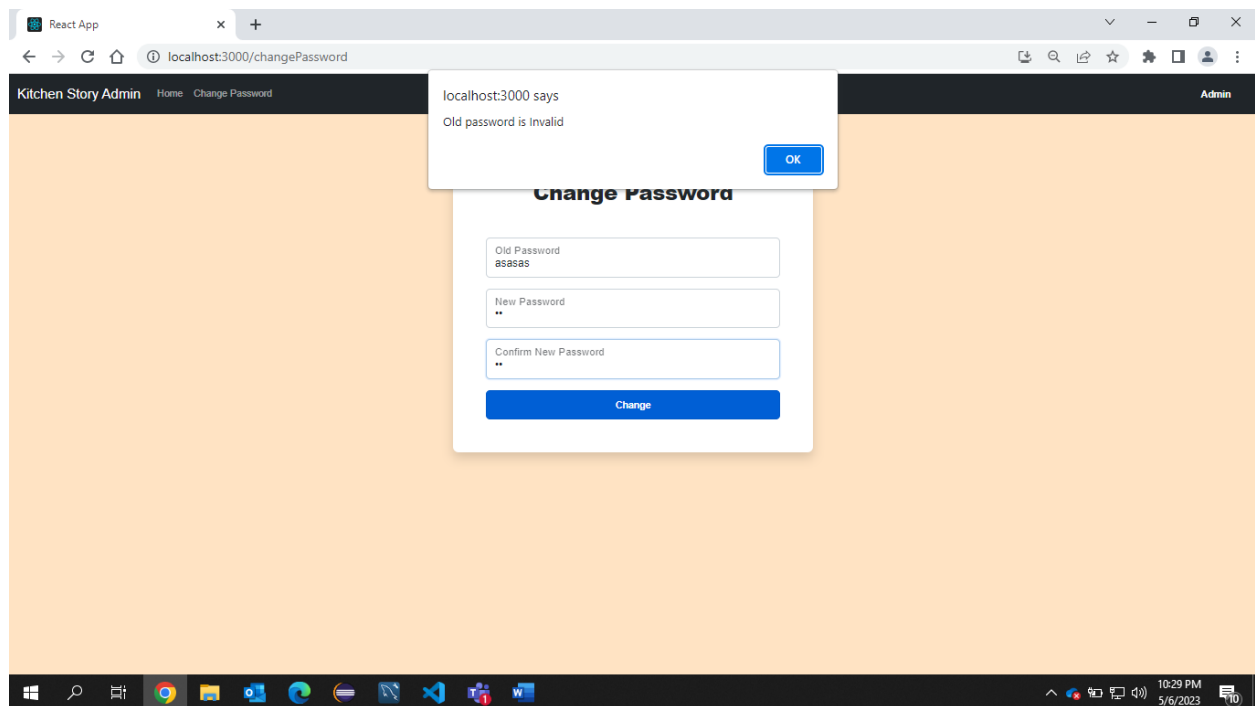 React App
localhost:3000/changePassword
Kitchen Story Admin Home Change Password
Admin
localhost:3000 says
Old password is Invalid
OK
Change Password
Old Password
asasas
New Password
••
Confirm New Password
••
Change
10:29 PM
5/6/2023